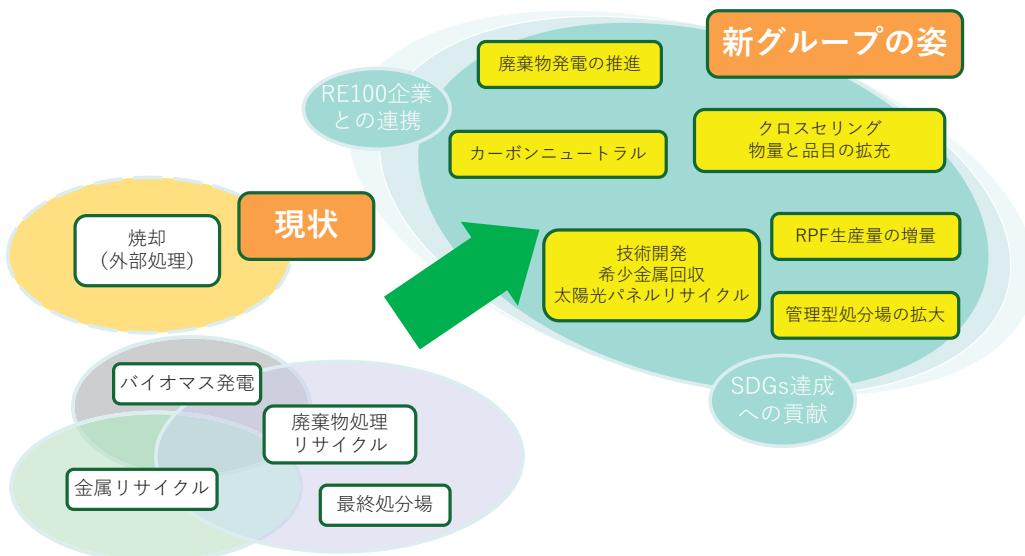 新グループの姿
廃棄物発電の推進
RE100企業
との連携
クロスセリング
物量と品目の拡充
カーボンニュートラル
現状
焼却
（外部処理）
RPF生産量の増量
技術開発
希少金属回収
太陽光パネルリサイクル
管理型処分場の拡大
SDGs達成
への貢献
バイオマス発電
廃棄物処理
リサイクル
金属リサイクル
最終処分場